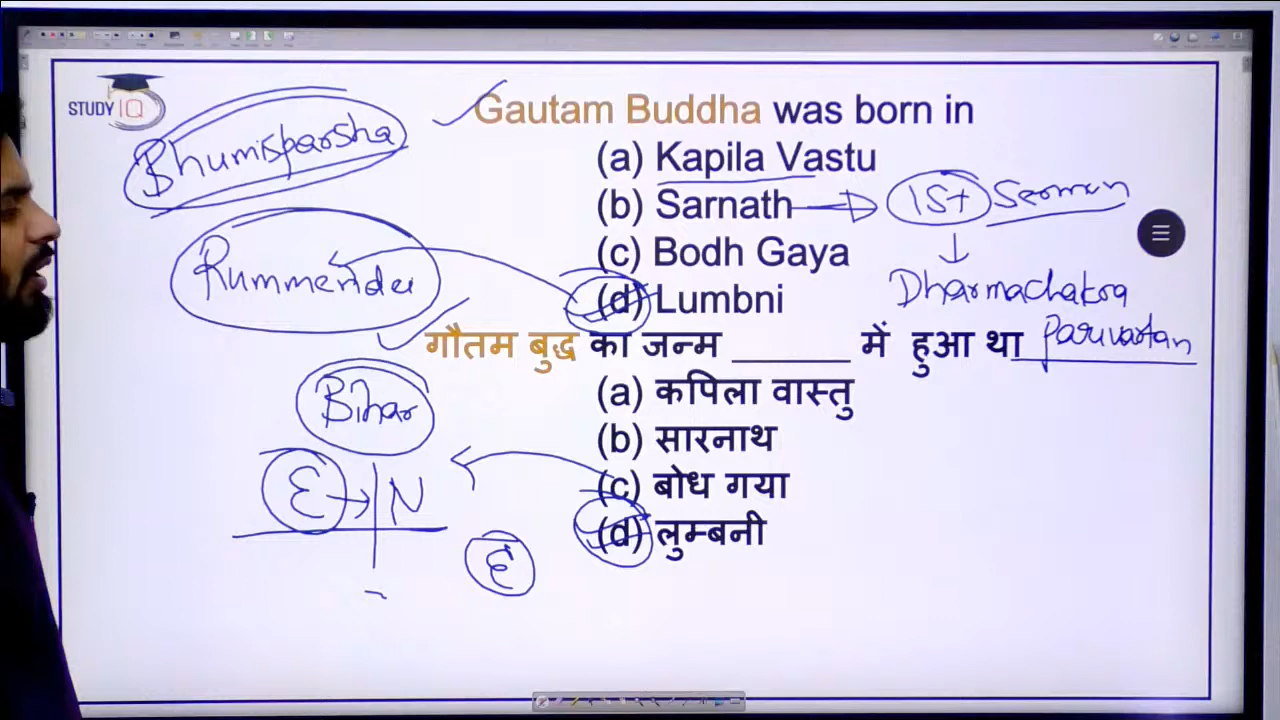 STUDY IQ
Bhumisparsha
Gautam Buddha was born in
(a) Kapila Vastu
(b) Sarnath
1st Sermon
(c) Bodh Gaya
Dharmachakra
Parivartan
Rummendei
(d) Lumbni
गौतम बुद्ध का जन्म ______ में हुआ था
(a) कपिला वास्तु
Bihar
(b) सारनाथ
(c) बोध गया
E N
(d) लुम्बनी
E